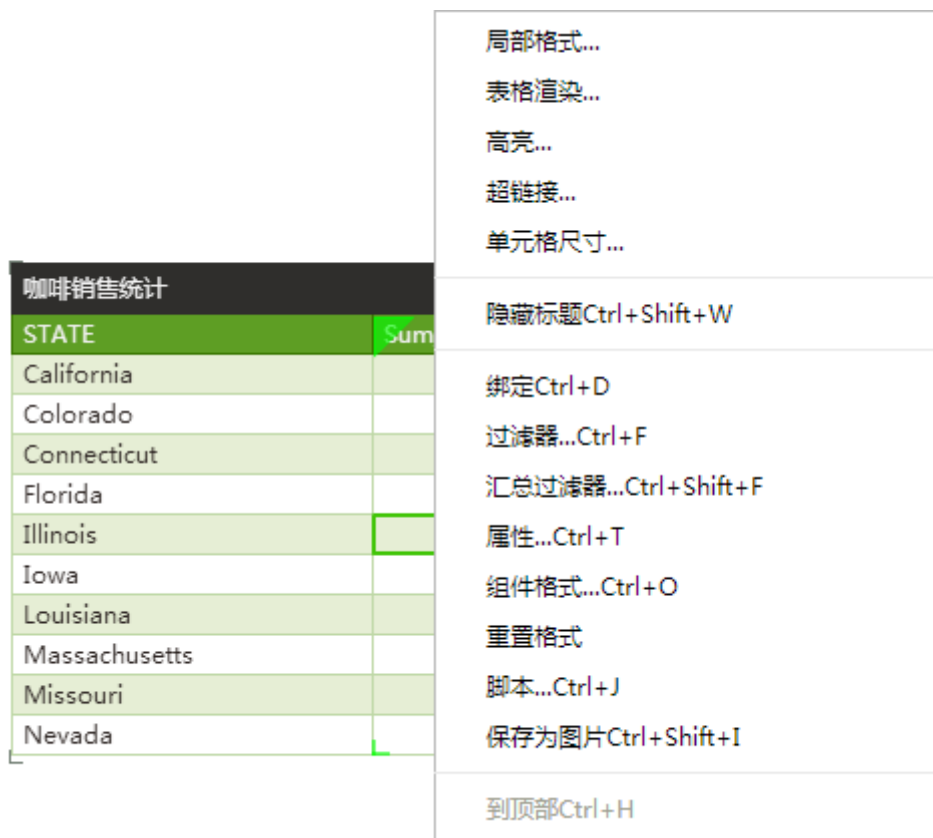 局部格式...
表格渲染...
高亮...
超链接...
单元格尺寸...
隐藏标题Ctrl+Shift+W
绑定Ctrl+D
过滤器...Ctrl+F
汇总过滤器...Ctrl+Shift+F
属性...Ctrl+T
组件格式...Ctrl+O
重置格式
脚本...Ctrl+J
保存为图片Ctrl+Shift+I
到顶部Ctrl+H
咖啡销售统计
STATE Sum
California
Colorado
Connecticut
Florida
Illinois
Iowa
Louisiana
Massachusetts
Missouri
Nevada